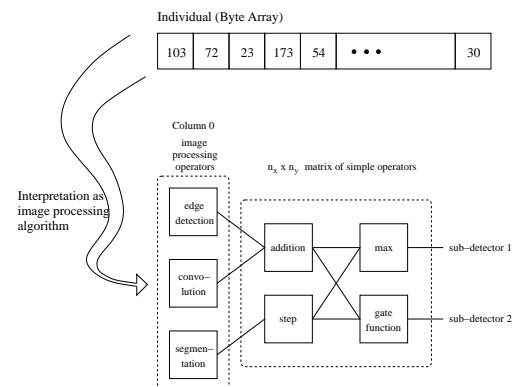 Individual (Byte Array)
103 72 23 173 54 • • • 30
Column 0
image
processing
operators
n_x x n_y matrix of simple operators
Interpretation as
image processing
algorithm
edge
detection
addition
max
sub-detector 1
convo-
lution
step
gate
function
sub-detector 2
segmen-
tation